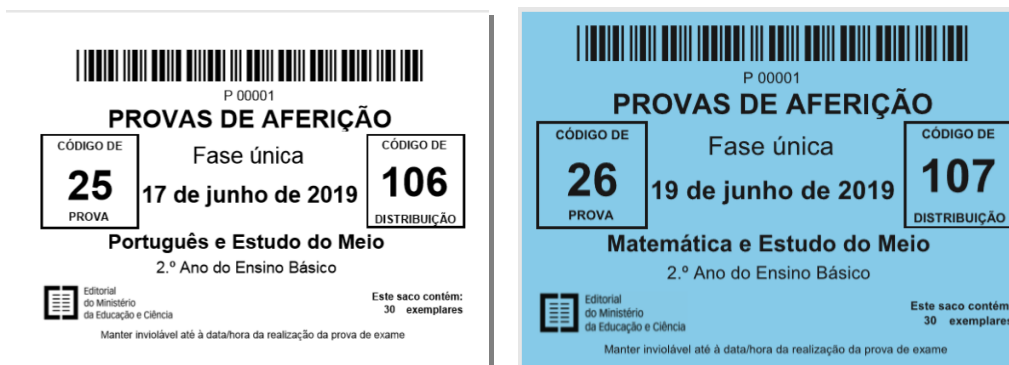 P 00001
PROVAS DE AFERIÇÃO
CÓDIGO DE
25
PROVA
Fase única
17 de junho de 2019
CÓDIGO DE
106
DISTRIBUIÇÃO
Português e Estudo do Meio
2.º Ano do Ensino Básico
Editorial
do Ministério
da Educação e Ciência
Este saco contém:
30 exemplares
Manter inviolável até à data/hora da realização da prova de exame
P 00001
PROVAS DE AFERIÇÃO
CÓDIGO DE
26
PROVA
Fase única
19 de junho de 2019
CÓDIGO DE
107
DISTRIBUIÇÃO
Matemática e Estudo do Meio
2.º Ano do Ensino Básico
Editorial
do Ministério
da Educação e Ciência
Este saco contém
30 exemplares
Manter inviolável até à data/hora da realização da prova de exame